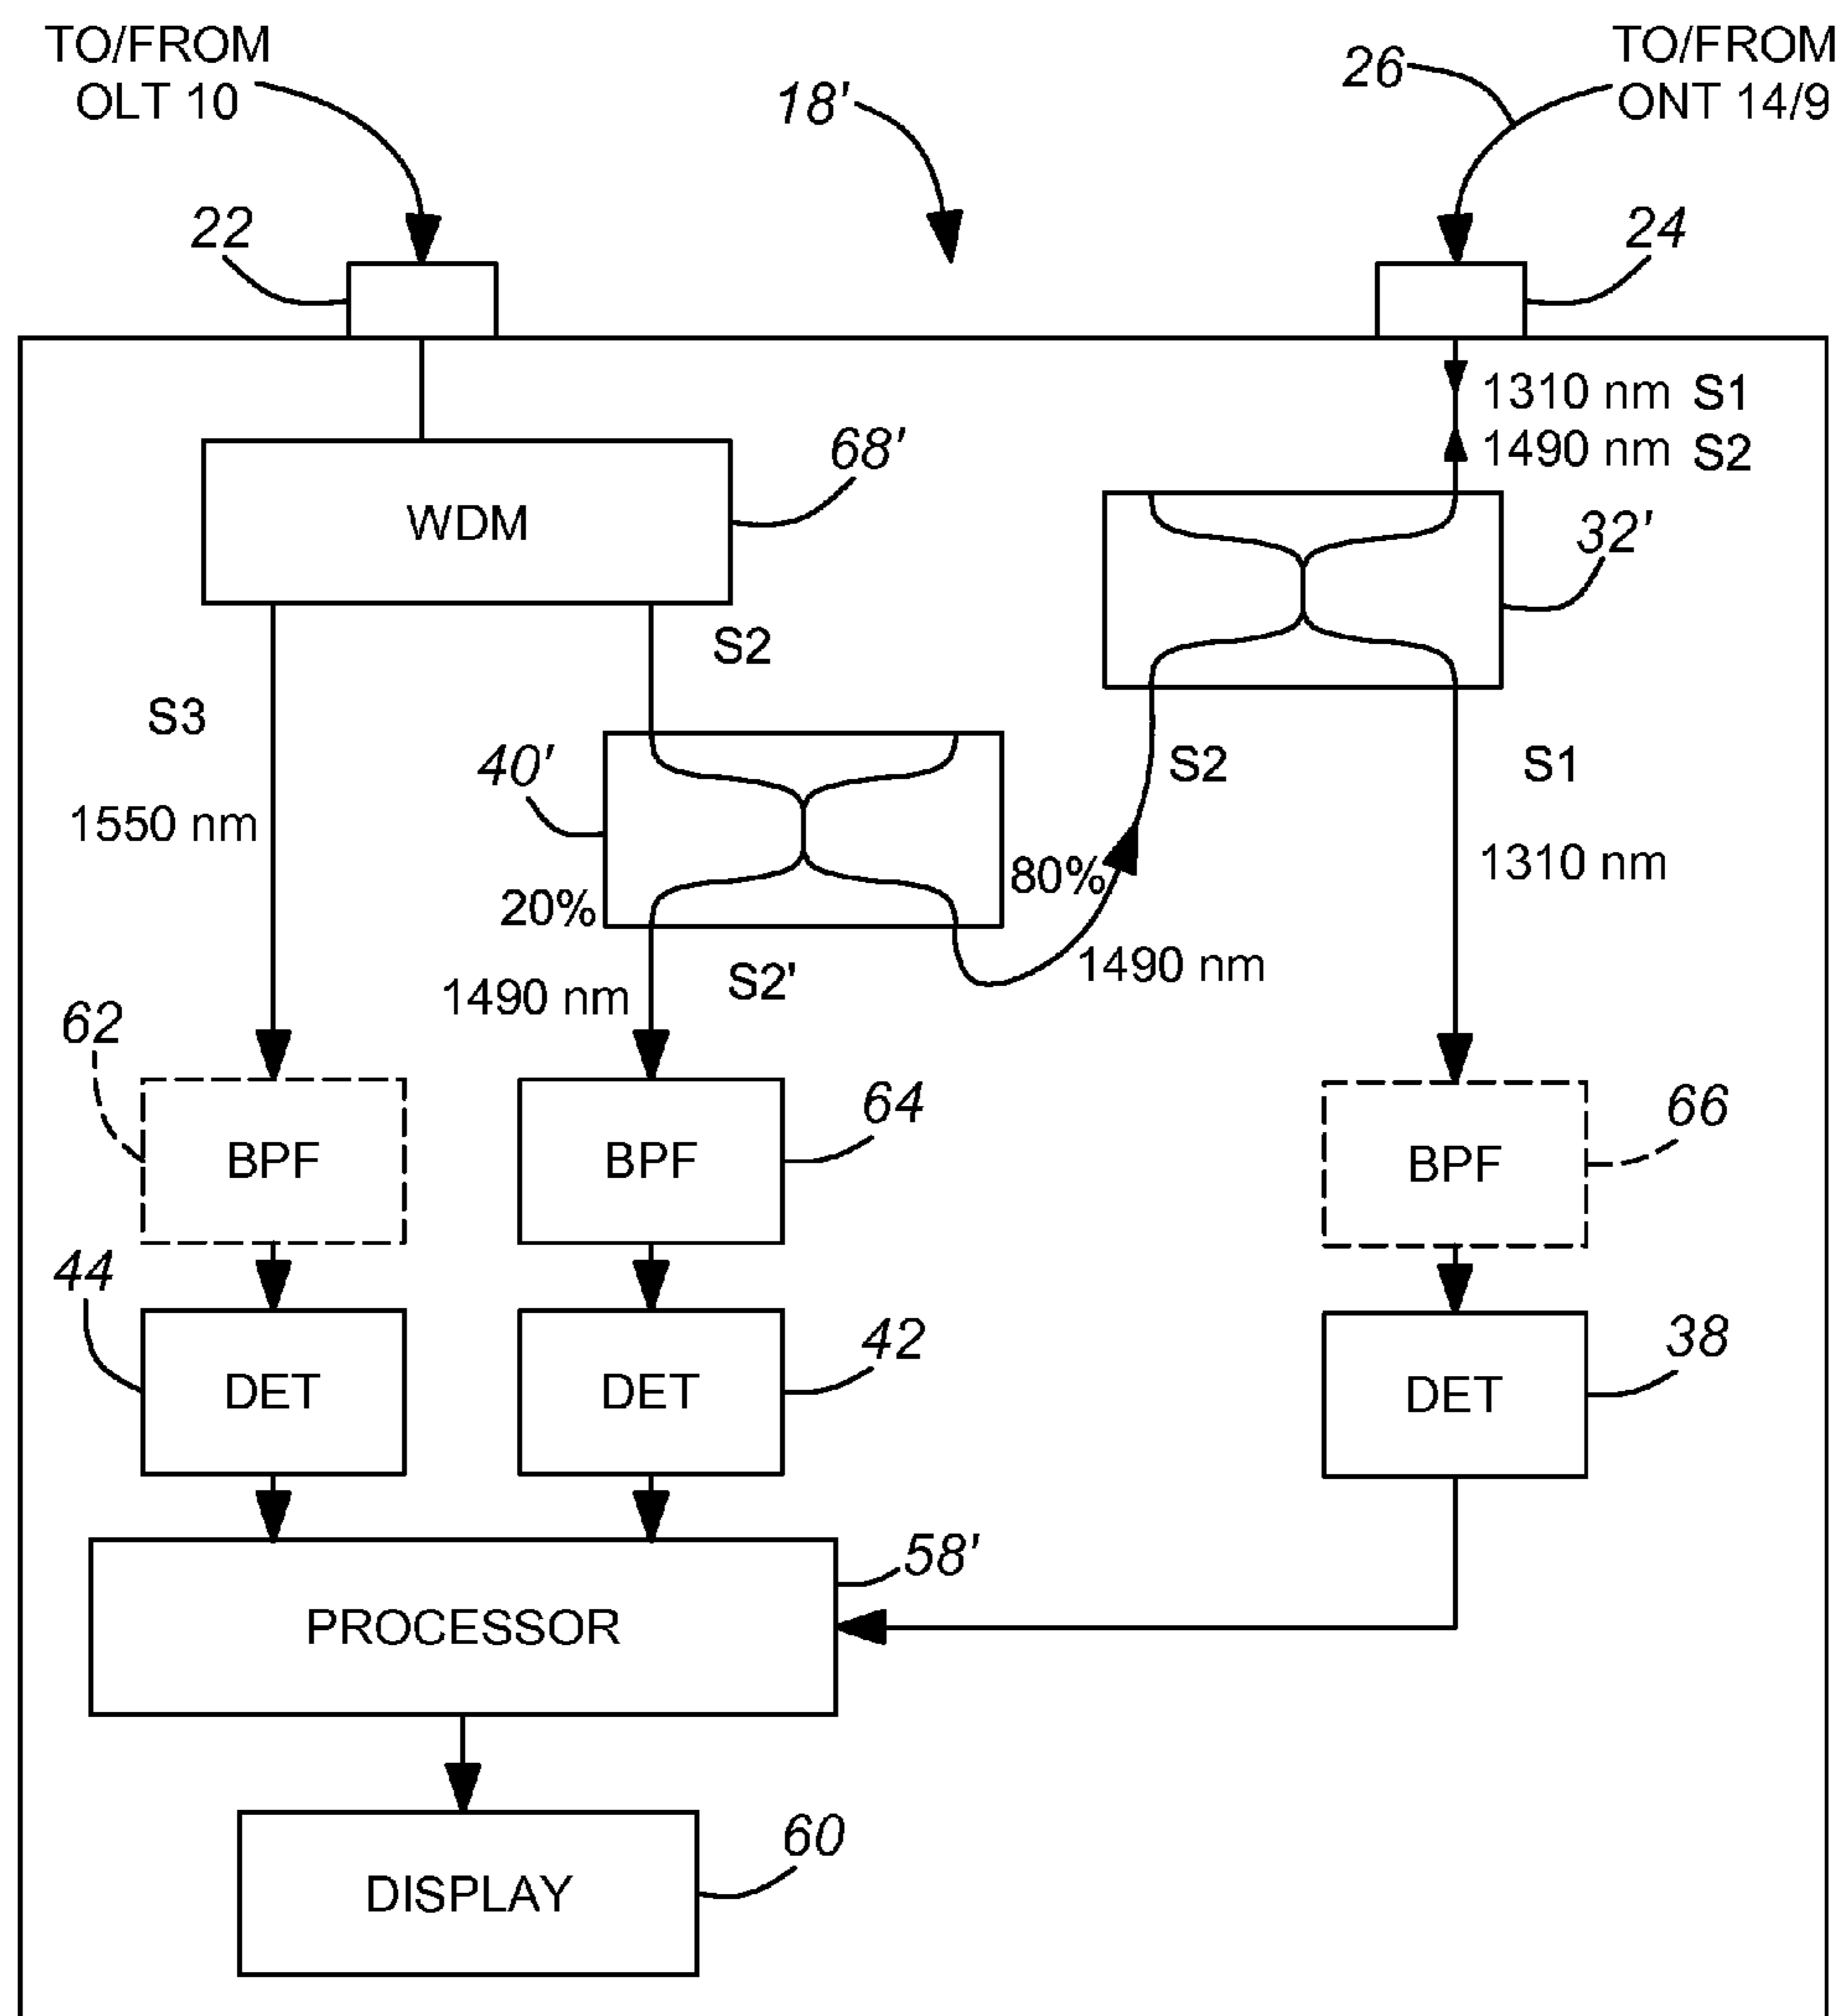 TO/FROM
OLT 10
18'
26
TO/FROM
ONT 14/9
22
24
1310 nm S1
1490 nm S2
68'
WDM
32'
S2
S3
40'
S2
S1
1550 nm
80%
1310 nm
20%
1490 nm
S2'
1490 nm
62
64
66
BPF
BPF
BPF
44
42
38
DET
DET
DET
58'
PROCESSOR
60
DISPLAY